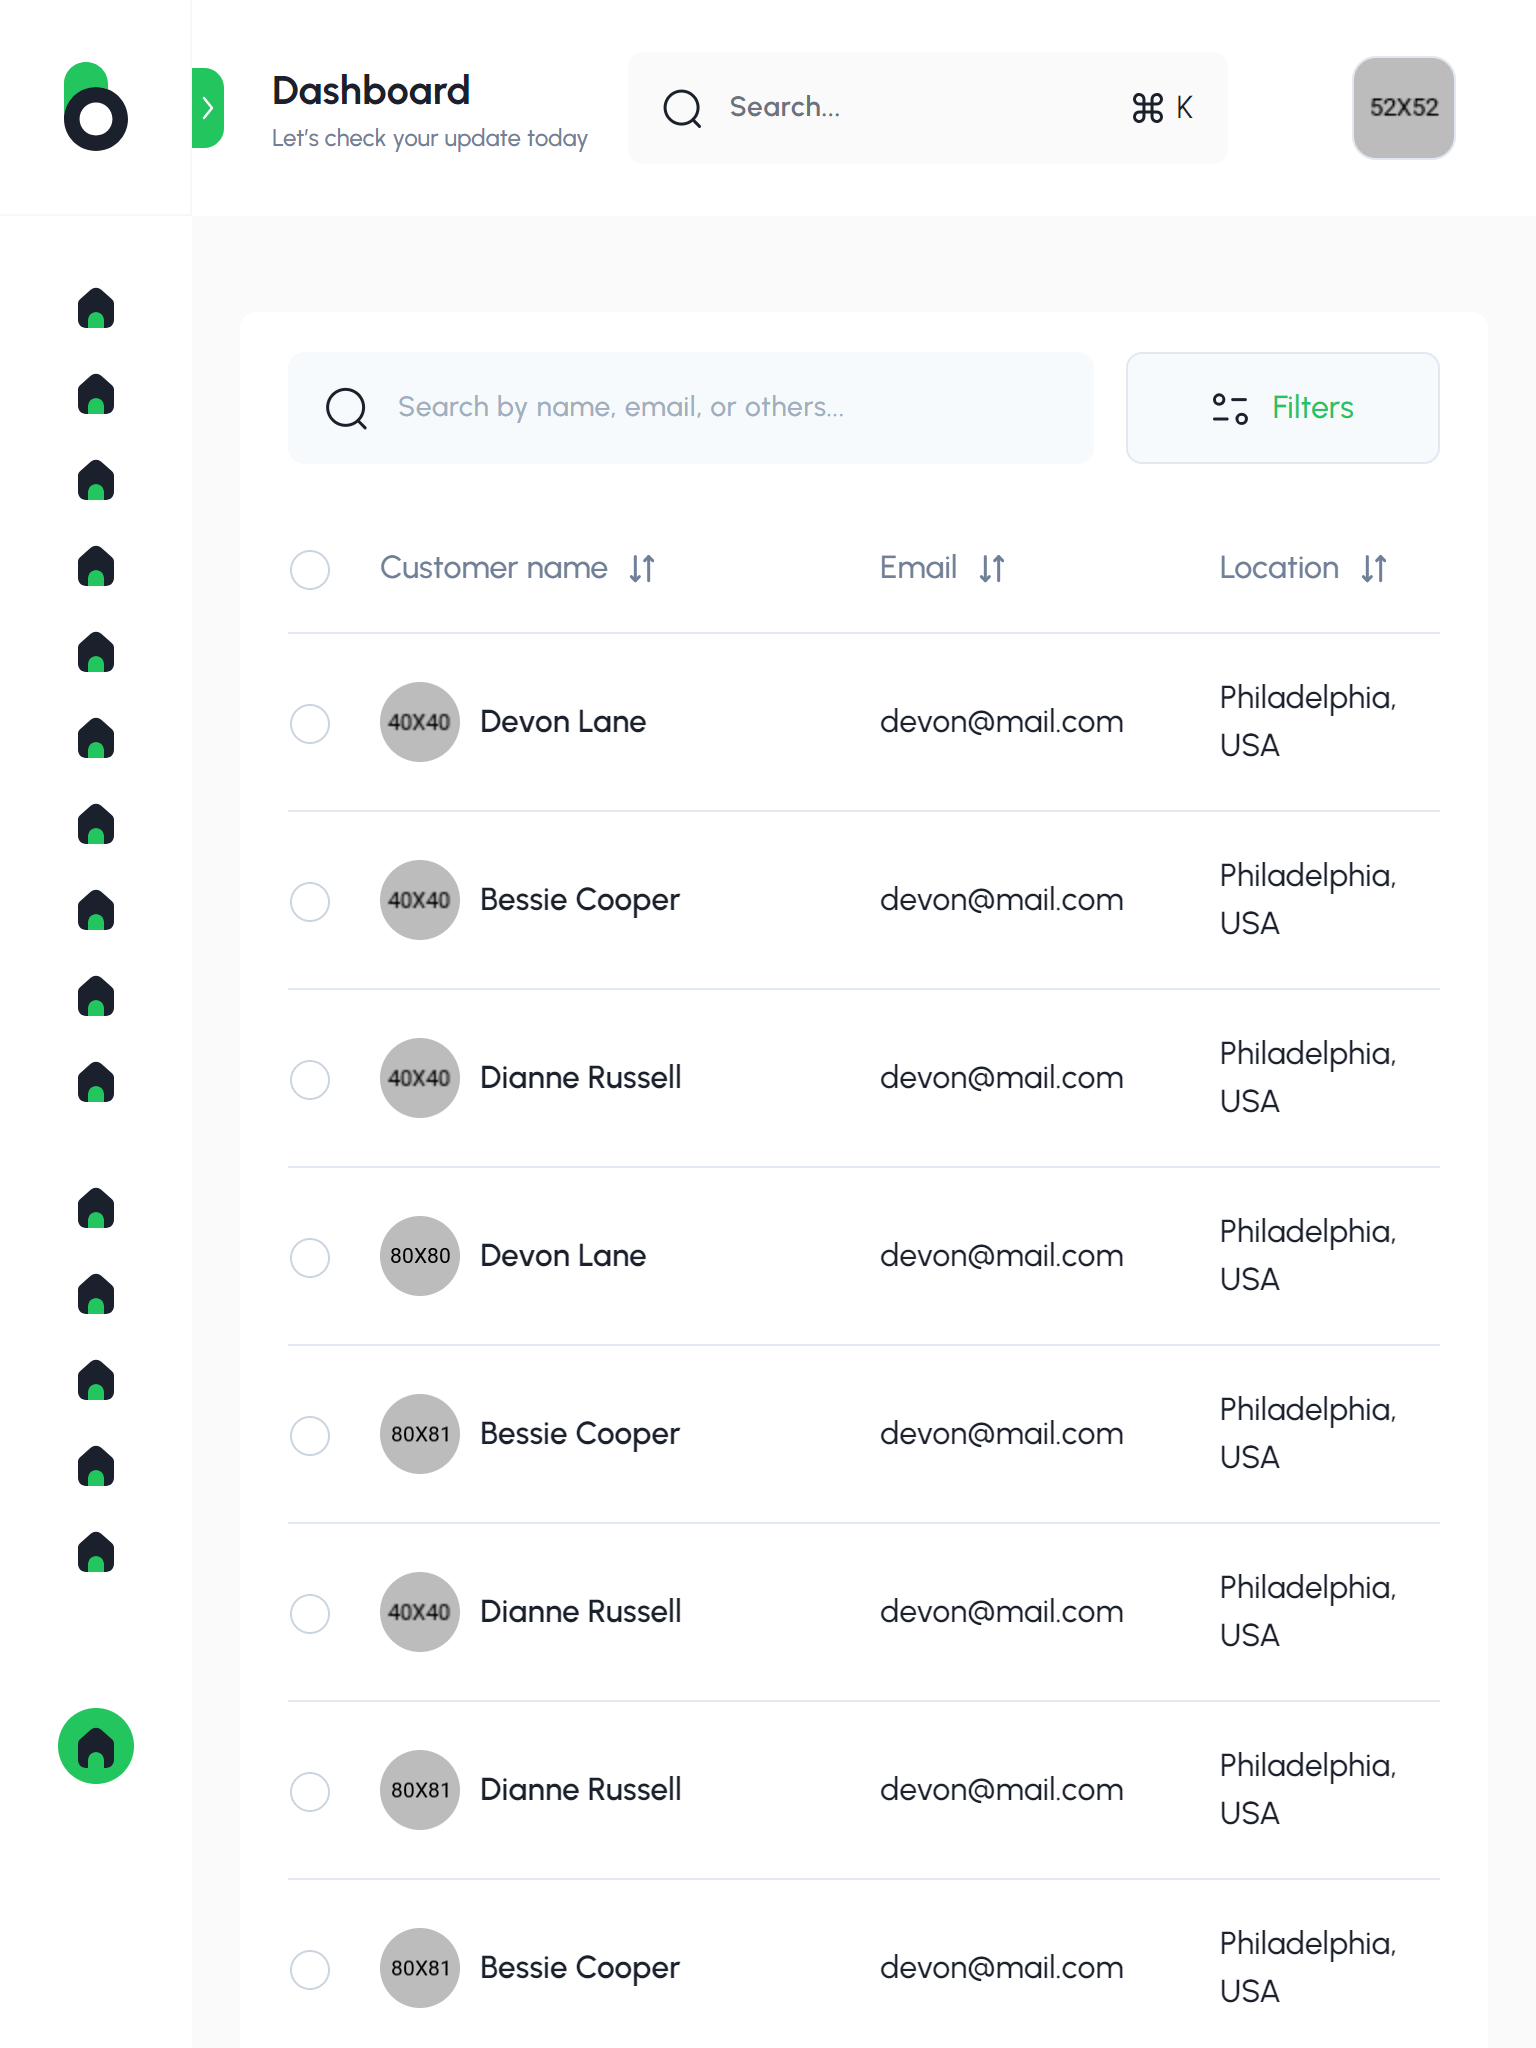 Dashboard
Let's check your update today
Search...
⌘ K
52X52
Search by name, email, or others...
Filters
Customer name
Email
Location
40X40
Devon Lane
devon@mail.com
Philadelphia,
USA
40X40
Bessie Cooper
devon@mail.com
Philadelphia,
USA
40X40
Dianne Russell
devon@mail.com
Philadelphia,
USA
80X80
Devon Lane
devon@mail.com
Philadelphia,
USA
80X81
Bessie Cooper
devon@mail.com
Philadelphia,
USA
40X40
Dianne Russell
devon@mail.com
Philadelphia,
USA
80X81
Dianne Russell
devon@mail.com
Philadelphia,
USA
80X81
Bessie Cooper
devon@mail.com
Philadelphia,
USA